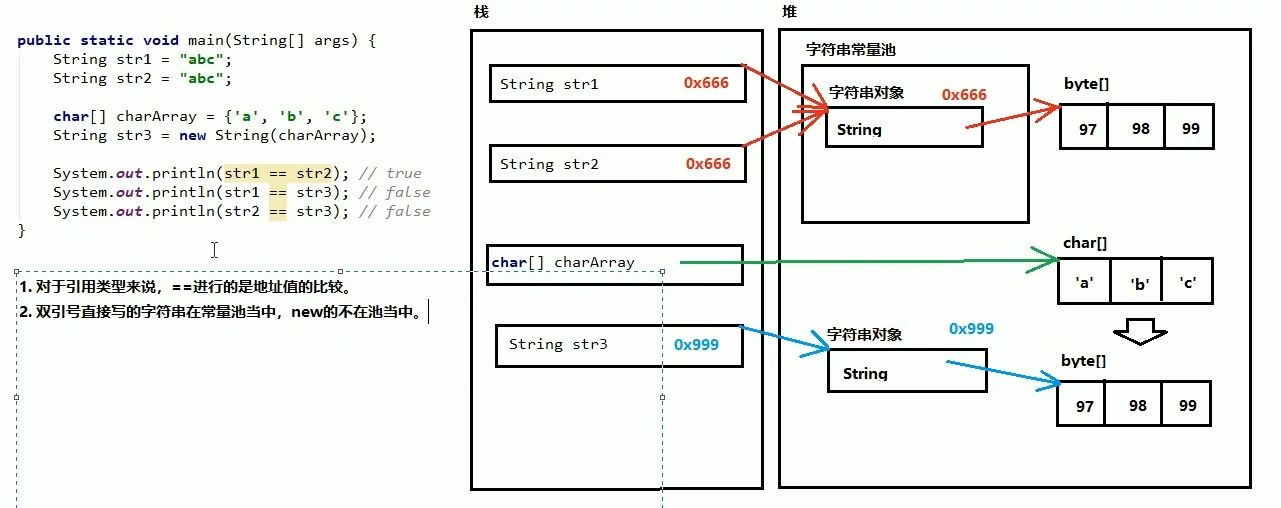 public static void main(String[] args) {
String str1 = "abc";
String str2 = "abc";
char[] charArray = {'a', 'b', 'c'};
String str3 = new String(charArray);
System.out.println(str1 == str2); // true
System.out.println(str1 == str3); // false
System.out.println(str2 == str3); // false
}
1. 对于引用类型来说，==进行的是地址值的比较。
2. 双引号直接写的字符串在常量池当中，new的不在池当中。
栈
String str1 0x666
String str2 0x666
char[] charArray
String str3 0x999
堆
字符串常量池
字符串对象 0x666
String
byte[]
97 98 99
char[]
'a' 'b' 'c'
字符串对象 0x999
String
byte[]
97 98 99